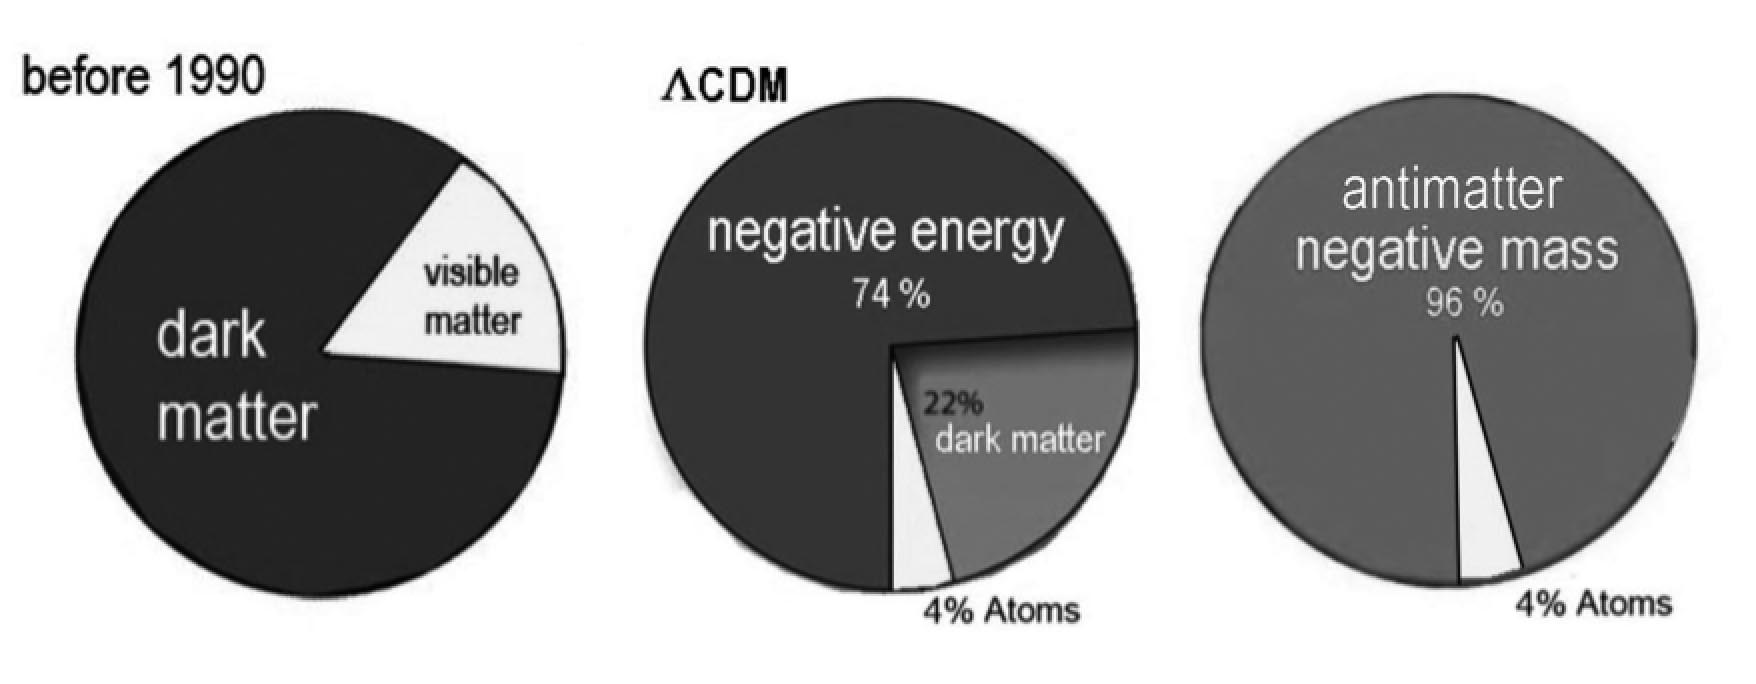 before 1990
dark
matter
visible
matter
ΛCDM
negative energy
74 %
22%
dark matter
4% Atoms
antimatter
negative mass
96 %
4% Atoms